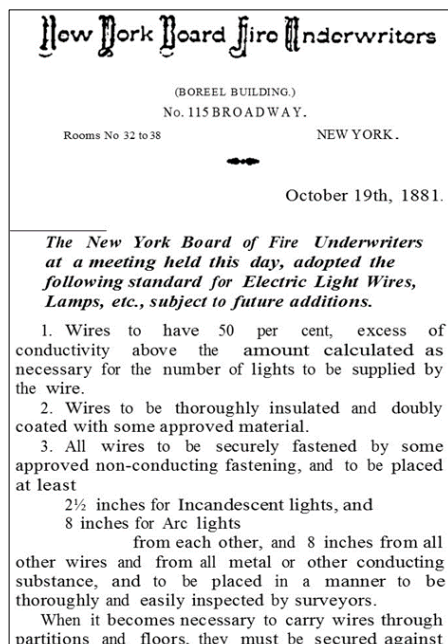 New York Board Fire Underwriters
(BOREEL BUILDING.)
No. 115 BROADWAY.
Rooms No 32 to 38 NEW YORK.
October 19th, 1881.
The New York Board of Fire Underwriters
at a meeting held this day, adopted the
following standard for Electric Light Wires,
Lamps, etc., subject to future additions.
1. Wires to have 50 per cent, excess of
conductivity above the amount calculated as
necessary for the number of lights to be supplied by
the wire.
2. Wires to be thoroughly insulated and doubly
coated with some approved material.
3. All wires to be securely fastened by some
approved non-conducting fastening, and to be placed
at least
2½ inches for Incandescent lights, and
8 inches for Arc lights
from each other, and 8 inches from all
other wires and from all metal or other conducting
substance, and to be placed in a manner to be
thoroughly and easily inspected by surveyors.
When it becomes necessary to carry wires through
partitions and floors, they must be secured against